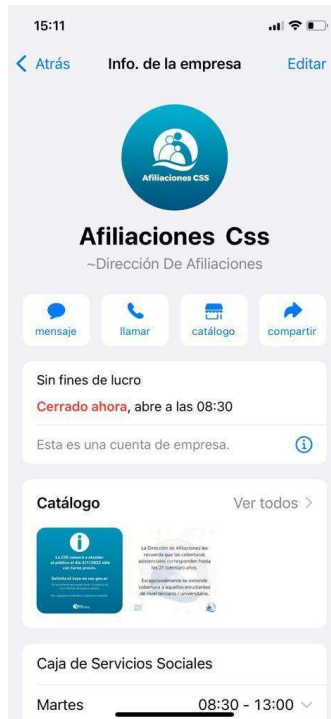 15:11
Atrás
Info. de la empresa
Editar
Afiliaciones CSS
Afiliaciones Css
~Dirección De Afiliaciones
mensaje
llamar
catálogo
compartir
Sin fines de lucro
Cerrado ahora, abre a las 08:30
Esta es una cuenta de empresa.
Catálogo
Ver todos
La CSS volverá a atender
al público el día 3/1/2022 sólo
con turno previo.
La Dirección de Afiliaciones les
recuerda que las coberturas
asistenciales corresponden hasta
los 21 (veintiún) años.
Excepcionalmente se extiende
cobertura a aquellos estudiantes
de nivel terciario / universitario.
Caja de Servicios Sociales
Martes
08:30 - 13:00